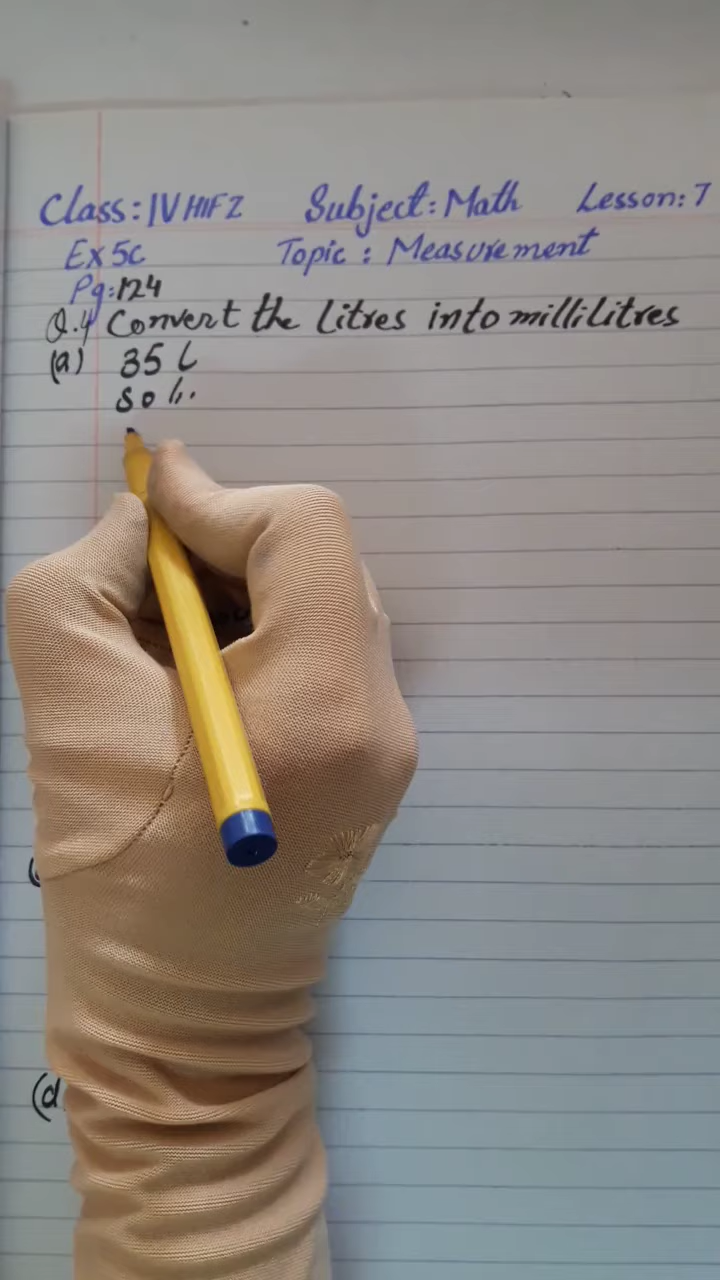 Class: IV HIFZ Subject: Math Lesson: 7
Ex 5c Topic: Measurement
Pg: 124
Q.4 Convert the litres into millilitres
(a) 35 L
Sol:.
(d